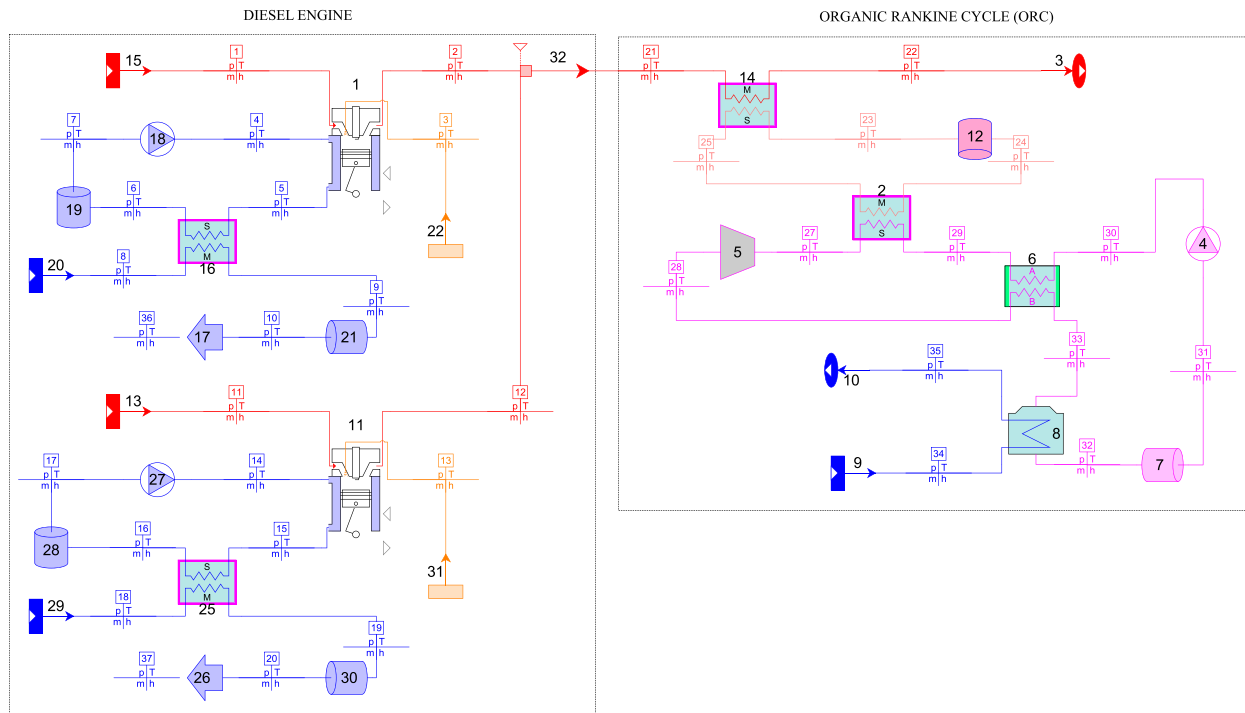 DIESEL ENGINE
ORGANIC RANKINE CYCLE (ORC)
15
1
p T
m h
1
2
p T
m h
32
21
p T
m h
14
M
S
22
p T
m h
3
7
p T
m h
18
4
p T
m h
3
p T
m h
25
p T
m h
23
p T
m h
12
24
p T
m h
19
6
p T
m h
5
p T
m h
S
M
16
22
20
8
p T
m h
2
M
S
5
27
p T
m h
29
p T
m h
30
p T
m h
4
28
p T
m h
6
A
B
9
p T
m h
36
p T
m h
17
10
p T
m h
21
33
p T
m h
35
p T
m h
10
31
p T
m h
13
11
p T
m h
11
12
p T
m h
8
9
34
p T
m h
32
p T
m h
7
17
p T
m h
27
14
p T
m h
13
p T
m h
28
16
p T
m h
15
p T
m h
S
M
25
31
29
18
p T
m h
19
p T
m h
37
p T
m h
26
20
p T
m h
30